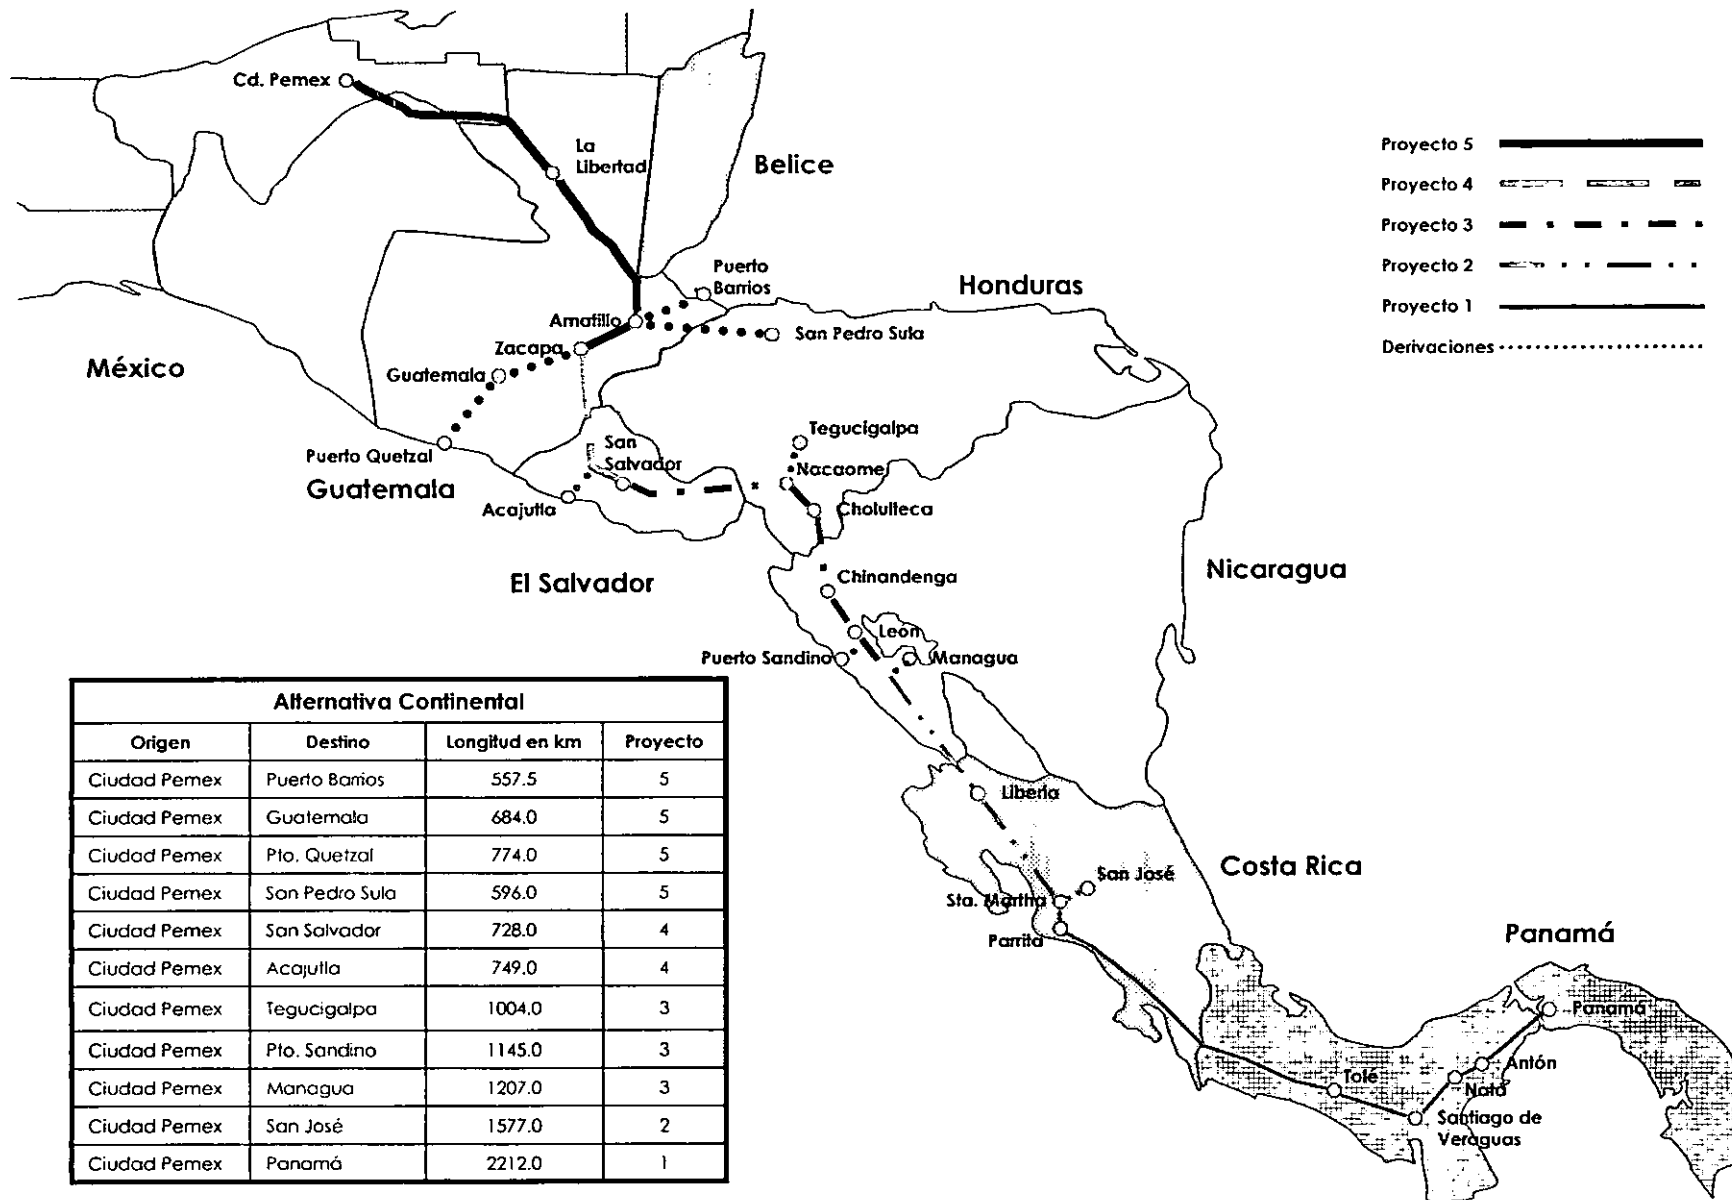 Cd. Pemex
La
Libertad
Belice
Puerto
Barrios
Honduras
Amatillo
San Pedro Sula
Zacapa
México
Guatemala
Tegucigalpa
San
Salvador
Puerto Quetzal
Nacaome
Guatemala
Acajutla
Choluteca
El Salvador
Chinandenga
Nicaragua
León
Puerto Sandino
Managua
Liberia
Costa Rica
San José
Sta. Martha
Parrita
Panamá
Panamá
Antón
Tolé
Natá
Santiago de
Veraguas
Proyecto 5
Proyecto 4
Proyecto 3
Proyecto 2
Proyecto 1
Derivaciones
Alternativa Continental
Origen Destino Longitud en km Proyecto
Ciudad Pemex Puerto Barrios 557.5 5
Ciudad Pemex Guatemala 684.0 5
Ciudad Pemex Pto. Quetzal 774.0 5
Ciudad Pemex San Pedro Sula 596.0 5
Ciudad Pemex San Salvador 728.0 4
Ciudad Pemex Acajutla 749.0 4
Ciudad Pemex Tegucigalpa 1004.0 3
Ciudad Pemex Pto. Sandino 1145.0 3
Ciudad Pemex Managua 1207.0 3
Ciudad Pemex San José 1577.0 2
Ciudad Pemex Panamá 2212.0 1